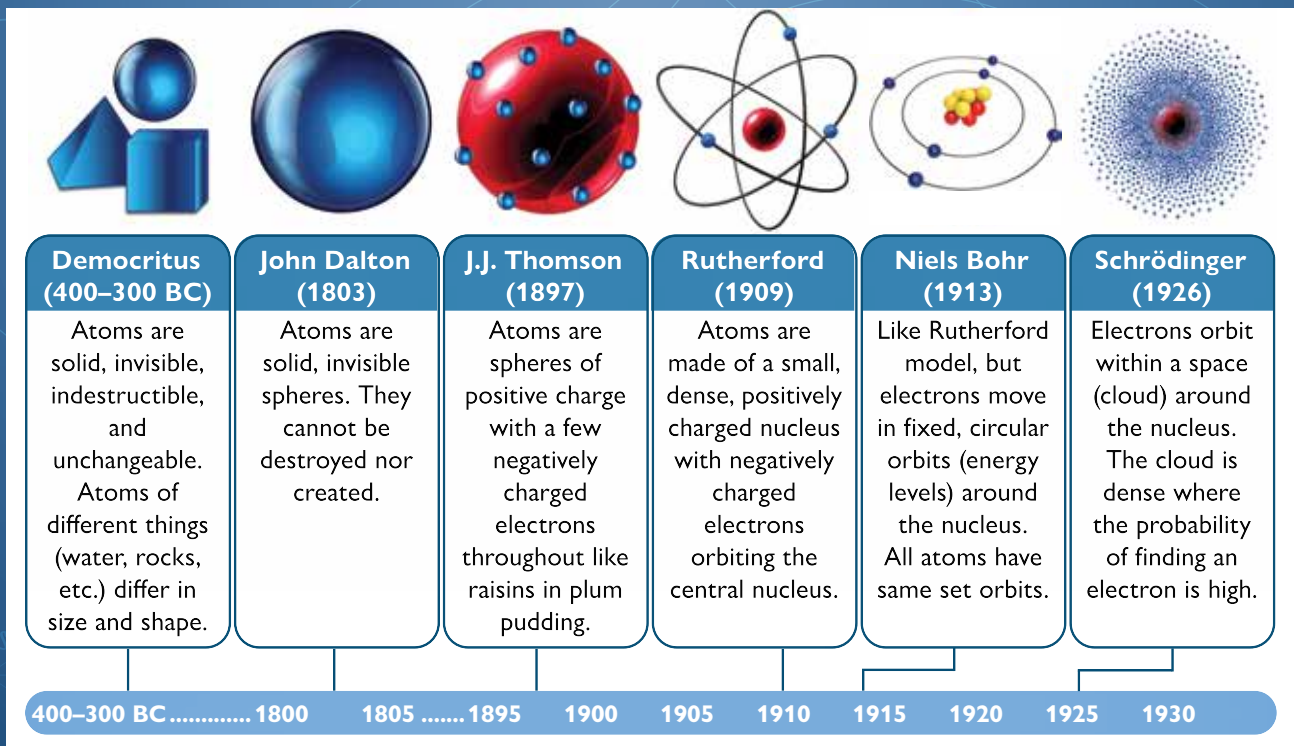 Democritus
(400–300 BC)
Atoms are
solid, invisible,
indestructible,
and
unchangeable.
Atoms of
different things
(water, rocks,
etc.) differ in
size and shape.
John Dalton
(1803)
Atoms are
solid, invisible
spheres. They
cannot be
destroyed nor
created.
J.J. Thomson
(1897)
Atoms are
spheres of
positive charge
with a few
negatively
charged
electrons
throughout like
raisins in plum
pudding.
Rutherford
(1909)
Atoms are
made of a small,
dense, positively
charged nucleus
with negatively
charged
electrons
orbiting the
central nucleus.
Niels Bohr
(1913)
Like Rutherford
model, but
electrons move
in fixed, circular
orbits (energy
levels) around
the nucleus.
All atoms have
same set orbits.
Schrödinger
(1926)
Electrons orbit
within a space
(cloud) around
the nucleus.
The cloud is
dense where
the probability
of finding an
electron is high.
400–300 BC.............1800 1805.......1895 1900 1905 1910 1915 1920 1925 1930